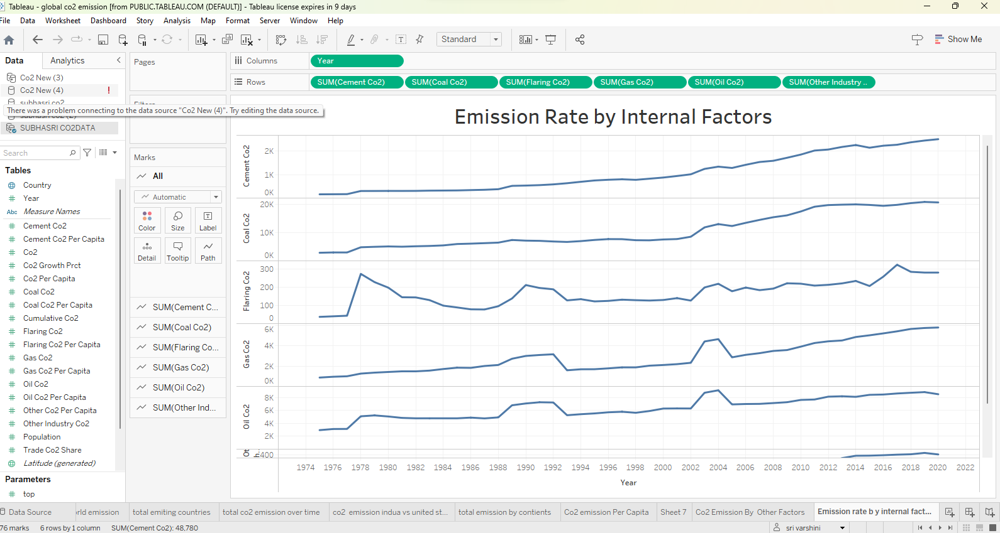 Tableau - global co2 emission [from PUBLIC.TABLEAU.COM (DEFAULT)] - Tableau license expires in 9 days
File Data Worksheet Dashboard Story Analysis Map Format Server Window Help
Standard
Show Me
Data Analytics
Co2 New (3)
Co2 New (4) !
There was a problem connecting to the data source "Co2 New (4)". Try editing the data source.
SUBHASRI CO2DATA
Search
Tables
Country
Year
Abc Measure Names
Cement Co2
Cement Co2 Per Capita
Co2
Co2 Growth Prct
Co2 Per Capita
Coal Co2
Coal Co2 Per Capita
Cumulative Co2
Flaring Co2
Flaring Co2 Per Capita
Gas Co2
Gas Co2 Per Capita
Oil Co2
Oil Co2 Per Capita
Other Co2 Per Capita
Other Industry Co2
Population
Trade Co2 Share
Latitude (generated)
Parameters
top
Pages
Marks
All
Automatic
Color Size Label
Detail Tooltip Path
SUM(Cement C...
SUM(Coal Co2)
SUM(Flaring Co...
SUM(Gas Co2)
SUM(Oil Co2)
SUM(Other Ind...
Columns Year
Rows SUM(Cement Co2) SUM(Coal Co2) SUM(Flaring Co2) SUM(Gas Co2) SUM(Oil Co2) SUM(Other Industry ..
Emission Rate by Internal Factors
Cement Co2
2K
1K
0K
Coal Co2
20K
10K
0K
Flaring Co2
300
200
100
0
Gas Co2
6K
4K
2K
0K
Oil Co2
8K
6K
4K
2K
400
1974 1976 1978 1980 1982 1984 1986 1988 1990 1992 1994 1996 1998 2000 2002 2004 2006 2008 2010 2012 2014 2016 2018 2020 2022
Year
Data Source rld emission total emiting countries total co2 emission over time co2 emission indua vs united st... total emission by contients Co2 emission Per Capita Sheet 7 Co2 Emission By Other Factors Emission rate b y internal fact...
76 marks 6 rows by 1 column SUM(Cement Co2): 48,780 sri varshini